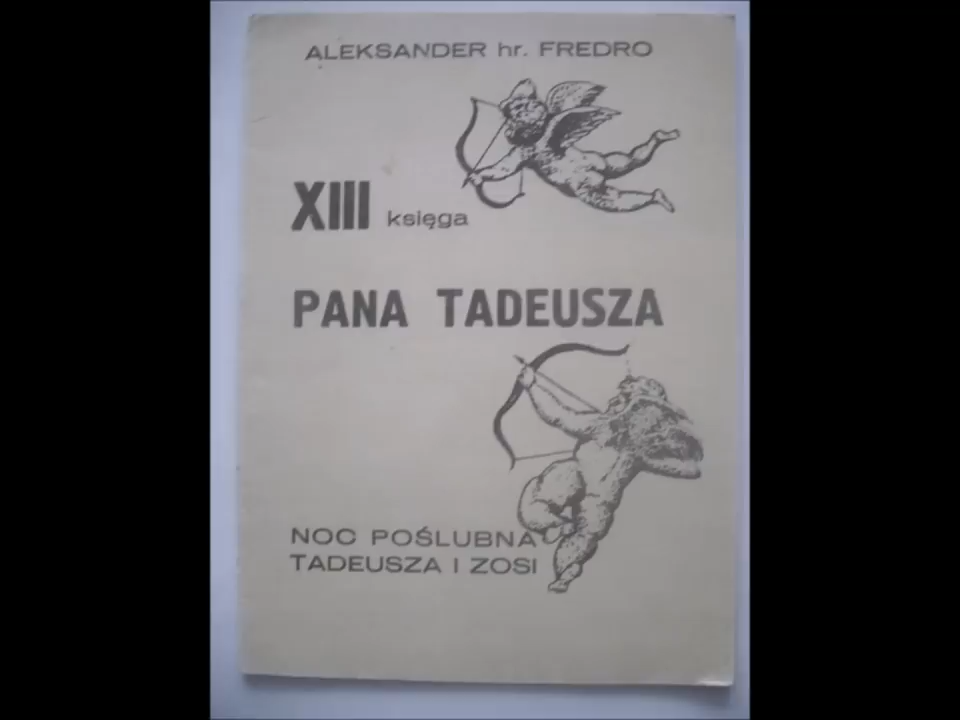 ALEKSANDER hr. FREDRO
XIII księga
PANA TADEUSZA
NOC POŚLUBNA
TADEUSZA I ZOSI